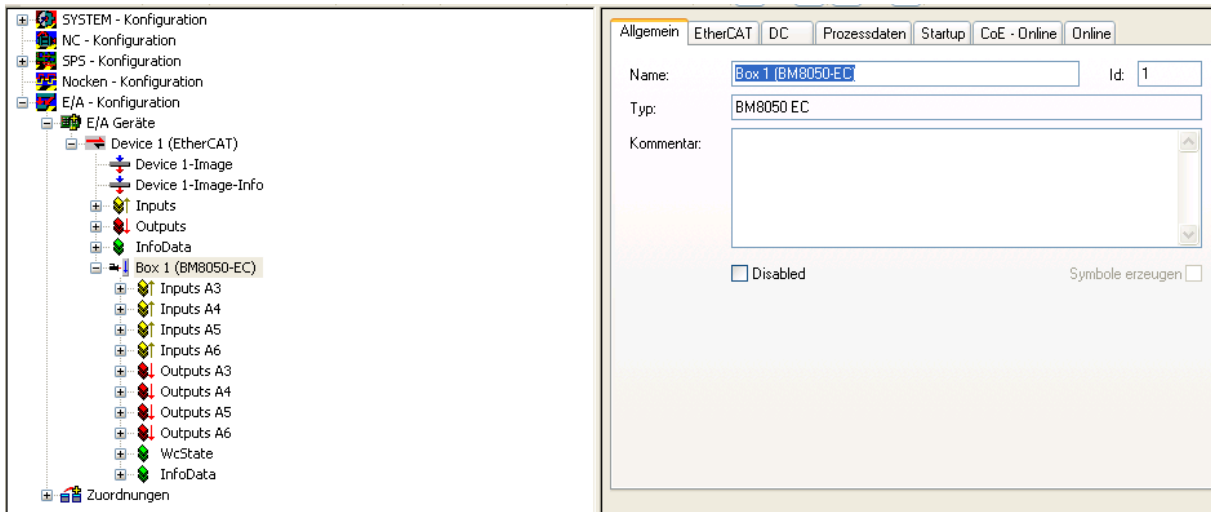 SYSTEM - Konfiguration
NC - Konfiguration
SPS - Konfiguration
Nocken - Konfiguration
E/A - Konfiguration
E/A Geräte
Device 1 (EtherCAT)
Device 1-Image
Device 1-Image-Info
Inputs
Outputs
InfoData
Box 1 (BM8050-EC)
Inputs A3
Inputs A4
Inputs A5
Inputs A6
Outputs A3
Outputs A4
Outputs A5
Outputs A6
WcState
InfoData
Zuordnungen
Allgemein EtherCAT DC Prozessdaten Startup CoE - Online Online
Name: Box 1 (BM8050-EC) Id: 1
Typ: BM8050 EC
Kommentar:
Disabled Symbole erzeugen